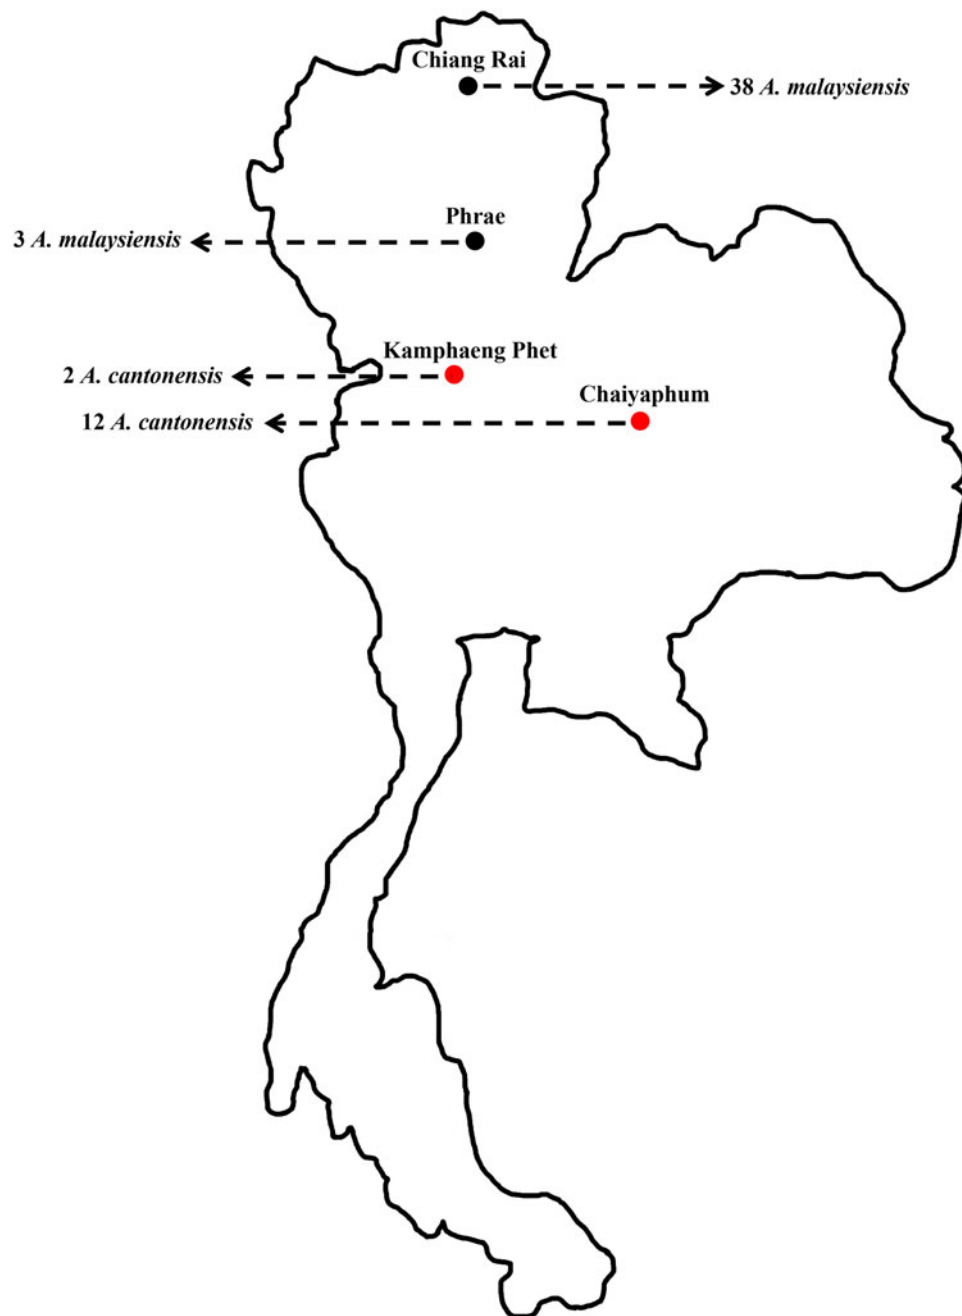 Chiang Rai
38 A. malaysiensis
Phrae
3 A. malaysiensis
Kamphaeng Phet
2 A. cantonensis
Chaiyaphum
12 A. cantonensis